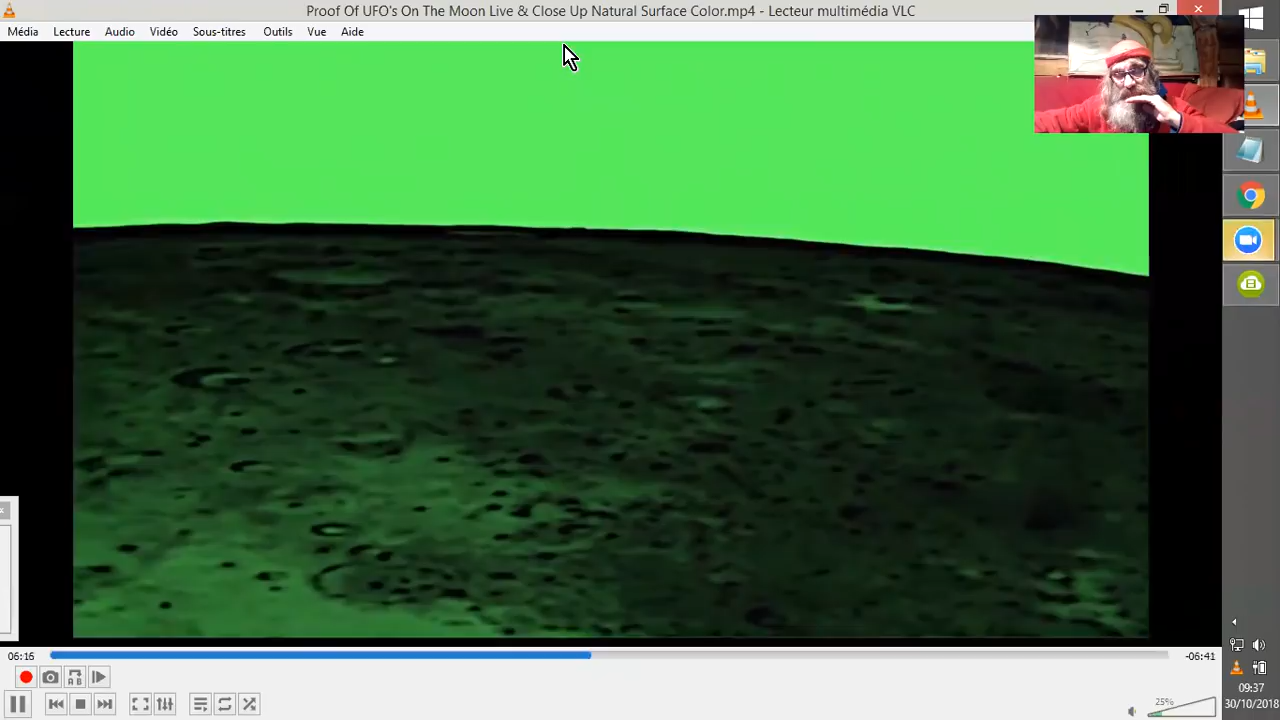 Proof Of UFO's On The Moon Live & Close Up Natural Surface Color.mp4 - Lecteur multimédia VLC
Média Lecture Audio Vidéo Sous-titres Outils Vue Aide
06:16 -06:41
A B
25%
09:37
30/10/2018